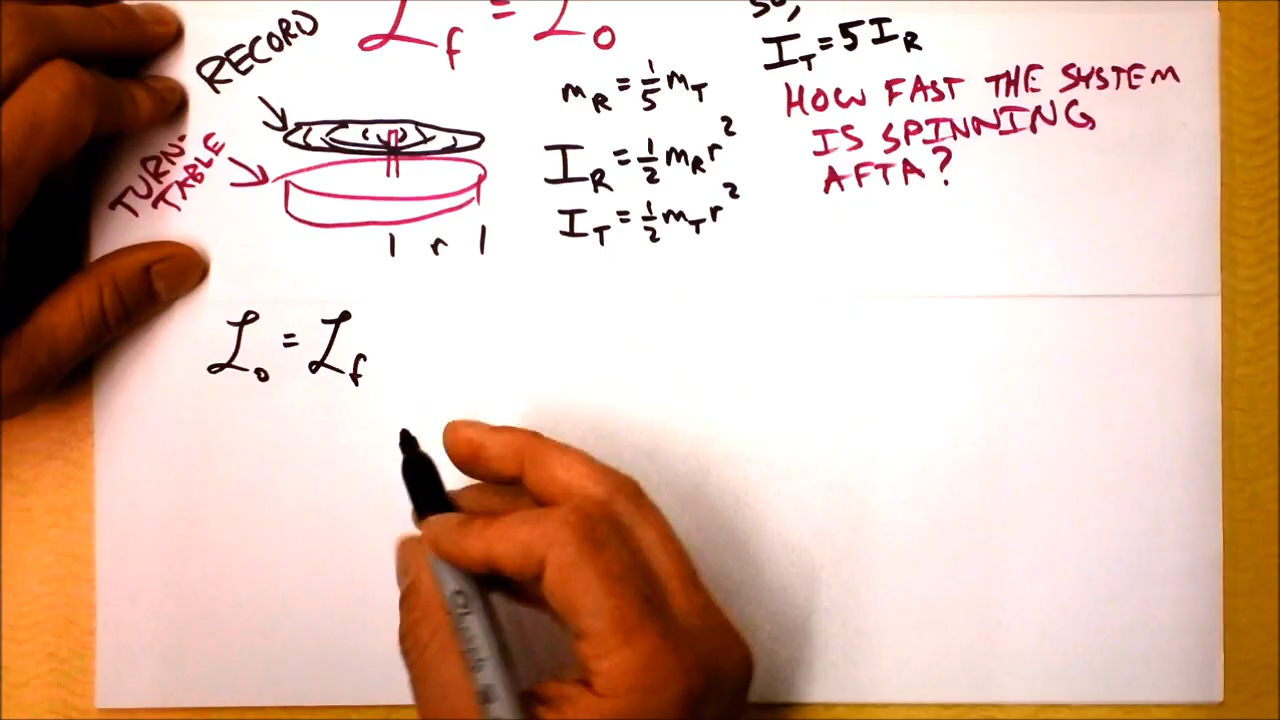 L_f = L_0
so,
I_T = 5 I_R
RECORD
m_R = 1/5 m_T
HOW FAST THE SYSTEM
IS SPINNING
AFTA?
TURN-
TABLE
I_R = 1/2 m_R r^2
I_T = 1/2 m_T r^2
| r |
L_0 = L_f